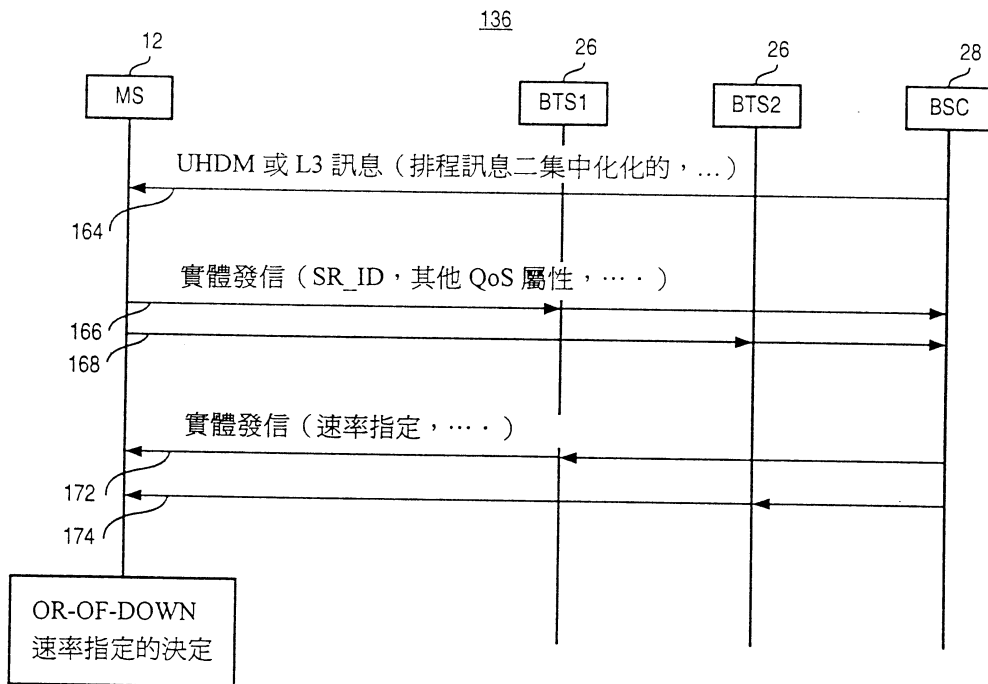 136
12
26
26
28
MS
BTS1
BTS2
BSC
UHDM 或 L3 訊息（排程訊息二集中化化的，…）
164
實體發信（SR_ID，其他 QoS 屬性，…．）
166
168
實體發信（速率指定，…．）
172
174
OR-OF-DOWN
速率指定的決定